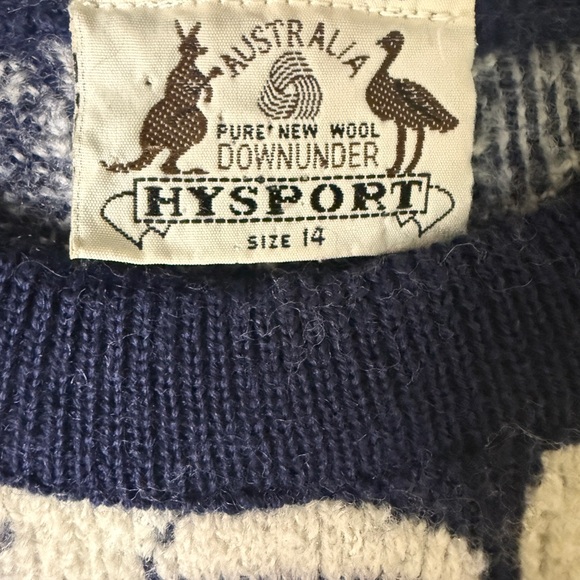 AUSTRALIA
PURE NEW WOOL
DOWNUNDER
HYSPORT
SIZE 14